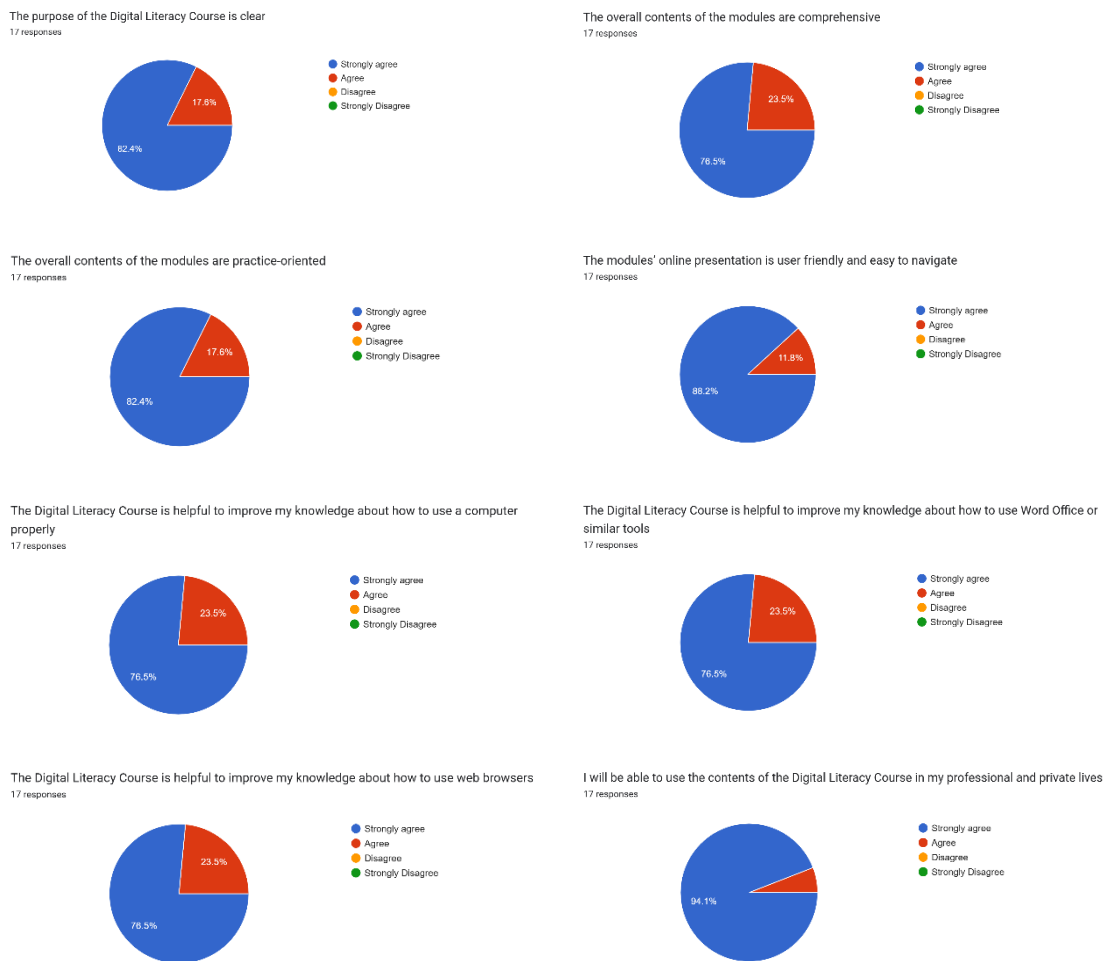 The purpose of the Digital Literacy Course is clear
17 responses
Strongly agree
Agree
Disagree
Strongly Disagree
17.6%
82.4%
The overall contents of the modules are comprehensive
17 responses
Strongly agree
Agree
Disagree
Strongly Disagree
23.5%
76.5%
The overall contents of the modules are practice-oriented
17 responses
Strongly agree
Agree
Disagree
Strongly Disagree
17.6%
82.4%
The modules' online presentation is user friendly and easy to navigate
17 responses
Strongly agree
Agree
Disagree
Strongly Disagree
11.8%
88.2%
The Digital Literacy Course is helpful to improve my knowledge about how to use a computer
properly
17 responses
Strongly agree
Agree
Disagree
Strongly Disagree
23.5%
76.5%
The Digital Literacy Course is helpful to improve my knowledge about how to use Word Office or
similar tools
17 responses
Strongly agree
Agree
Disagree
Strongly Disagree
23.5%
76.5%
The Digital Literacy Course is helpful to improve my knowledge about how to use web browsers
17 responses
Strongly agree
Agree
Disagree
Strongly Disagree
23.5%
76.5%
I will be able to use the contents of the Digital Literacy Course in my professional and private lives
17 responses
Strongly agree
Agree
Disagree
Strongly Disagree
94.1%